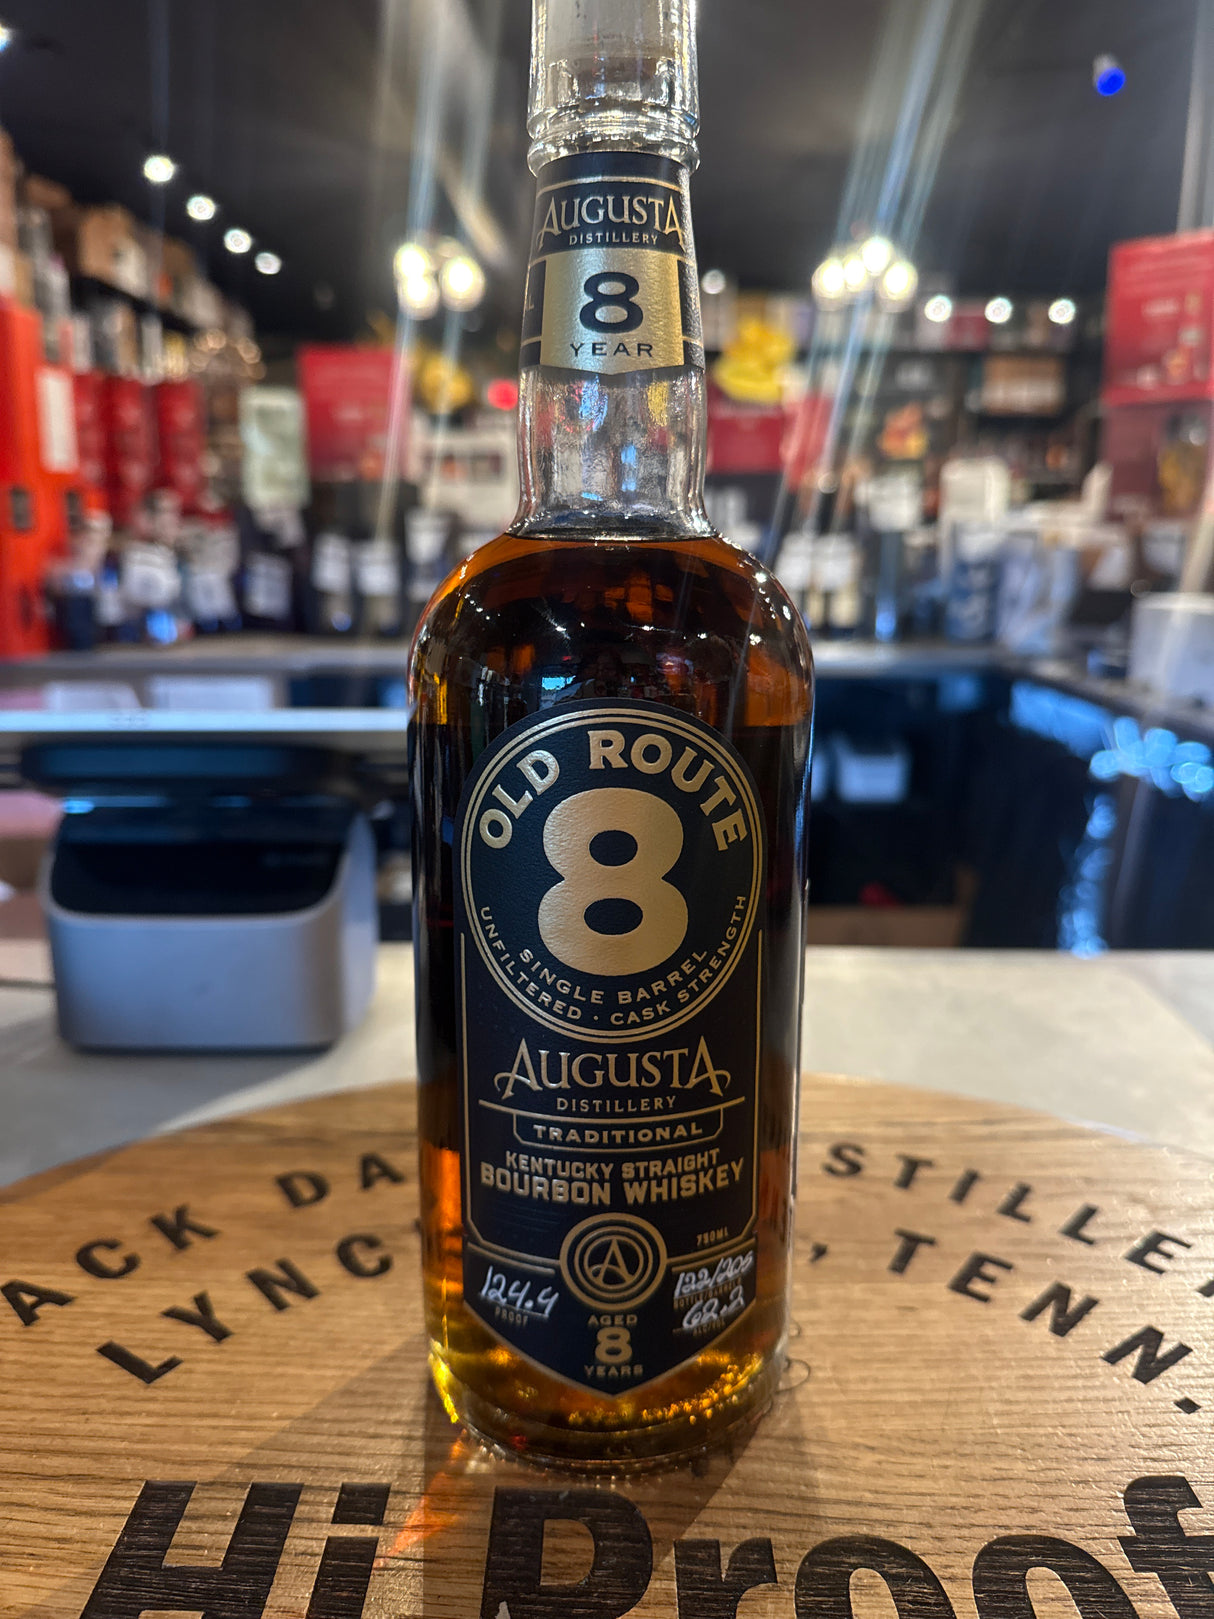 AUGUSTA
DISTILLERY
8
YEAR
OLD ROUTE
8
SINGLE BARREL
UNFILTERED · CASK STRENGTH
AUGUSTA
DISTILLERY
TRADITIONAL
KENTUCKY STRAIGHT
BOURBON WHISKEY
750ML
124.4
PROOF
122/205
62.2
AGED
8
YEARS
ACK DA STILLE
LYNC , TENN.
Hi Proof